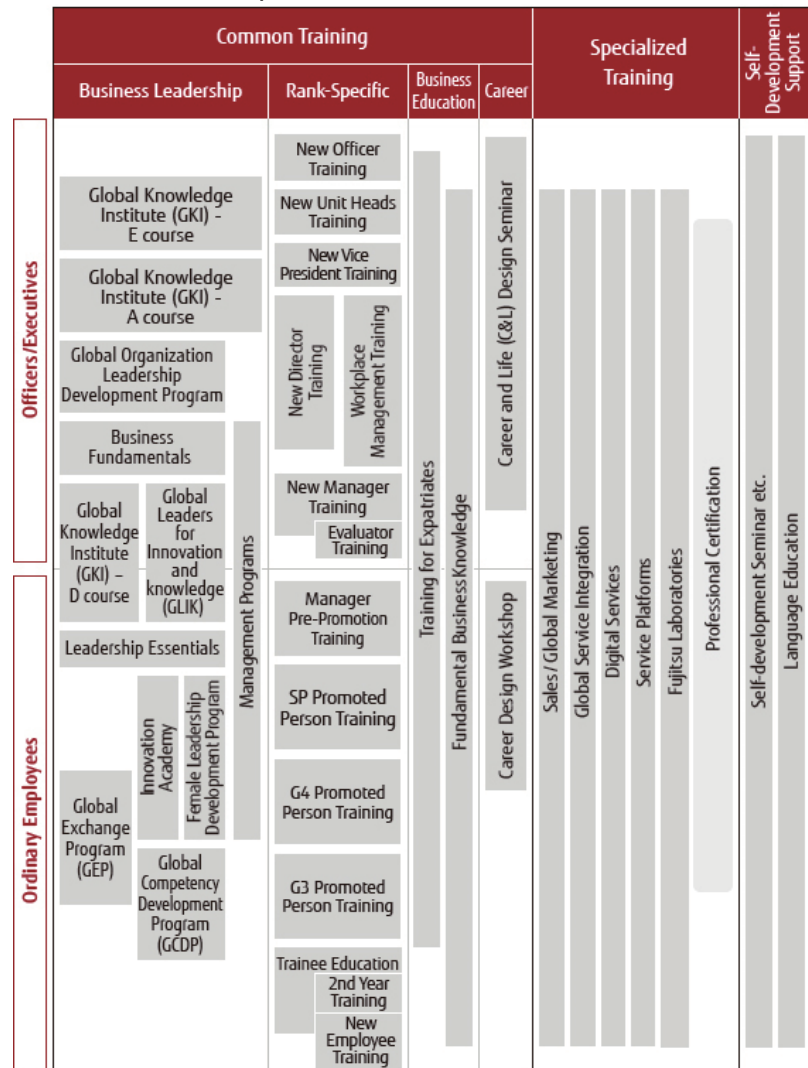 Common Training
Specialized
Training
Self-
Development
Support
Business Leadership
Rank-Specific
Business
Education
Career
Officers/Executives
Ordinary Employees
Global Knowledge
Institute (GKI) -
E course
Global Knowledge
Institute (GKI) -
A course
Global Organization
Leadership
Development Program
Business
Fundamentals
Global
Knowledge
Institute
(GKI) –
D course
Global
Leaders
for
Innovation
and
knowledge
(GLIK)
Management Programs
Leadership Essentials
Innovation
Academy
Female Leadership
Development Program
Global
Exchange
Program
(GEP)
Global
Competency
Development
Program
(GCDP)
New Officer
Training
New Unit Heads
Training
New Vice
President Training
New Director
Training
Workplace
Management Training
New Manager
Training
Evaluator
Training
Manager
Pre-Promotion
Training
SP Promoted
Person Training
G4 Promoted
Person Training
G3 Promoted
Person Training
Trainee Education
2nd Year
Training
New
Employee
Training
Training for Expatriates
Fundamental Business Knowledge
Career and Life (C&L) Design Seminar
Career Design Workshop
Sales/Global Marketing
Global Service Integration
Digital Services
Service Platforms
Fujitsu Laboratories
Professional Certification
Self-development Seminar etc.
Language Education